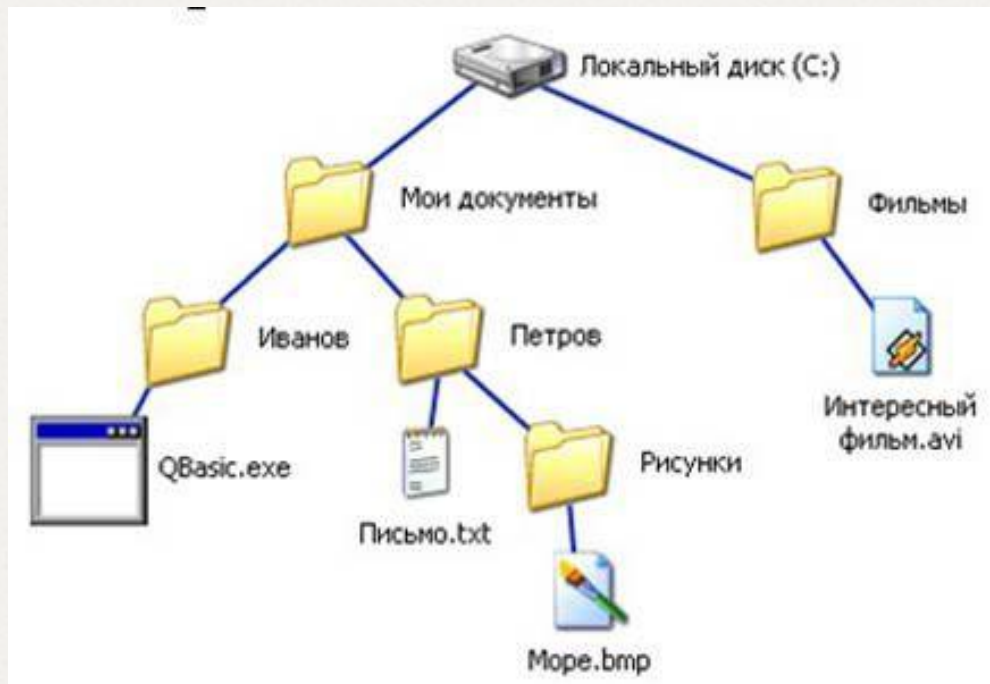 Локальный диск (C:)
Мои документы
Фильмы
Иванов
Петров
Интересный
фильм.avi
QBasic.exe
Рисунки
Письмо.txt
Море.bmp